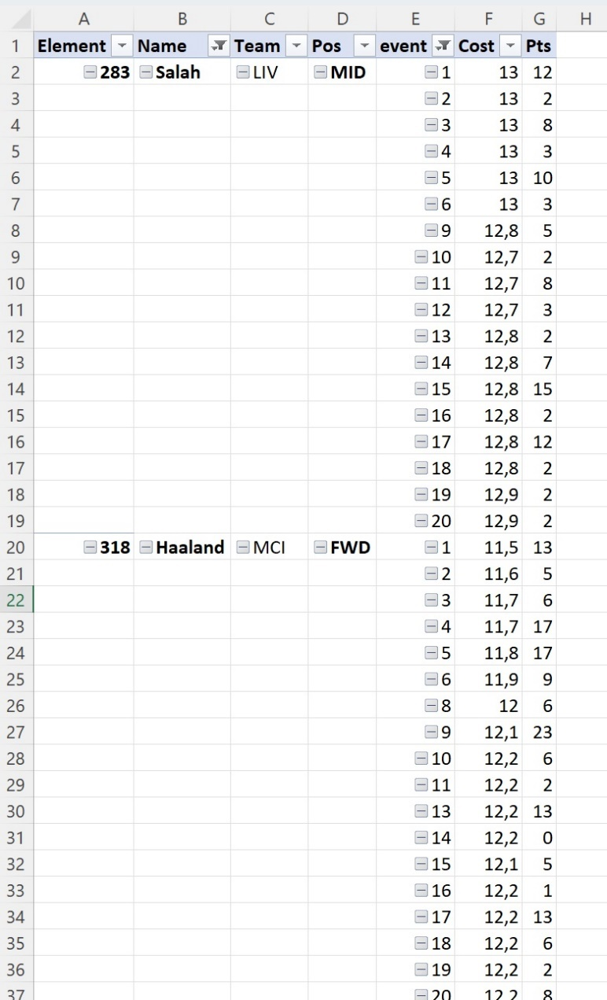 A B C D E F G H
1 Element Name Team Pos event Cost Pts
2 283 Salah LIV MID 1 13 12
3 2 13 2
4 3 13 8
5 4 13 3
6 5 13 10
7 6 13 3
8 9 12,8 5
9 10 12,7 2
10 11 12,7 8
11 12 12,7 3
12 13 12,8 2
13 14 12,8 7
14 15 12,8 15
15 16 12,8 2
16 17 12,8 12
17 18 12,8 2
18 19 12,9 2
19 20 12,9 2
20 318 Haaland MCI FWD 1 11,5 13
21 2 11,6 5
22 3 11,7 6
23 4 11,7 17
24 5 11,8 17
25 6 11,9 9
26 8 12 6
27 9 12,1 23
28 10 12,2 6
29 11 12,2 2
30 13 12,2 13
31 14 12,2 0
32 15 12,1 5
33 16 12,2 1
34 17 12,2 13
35 18 12,2 6
36 19 12,2 2
37 20 12,2 8